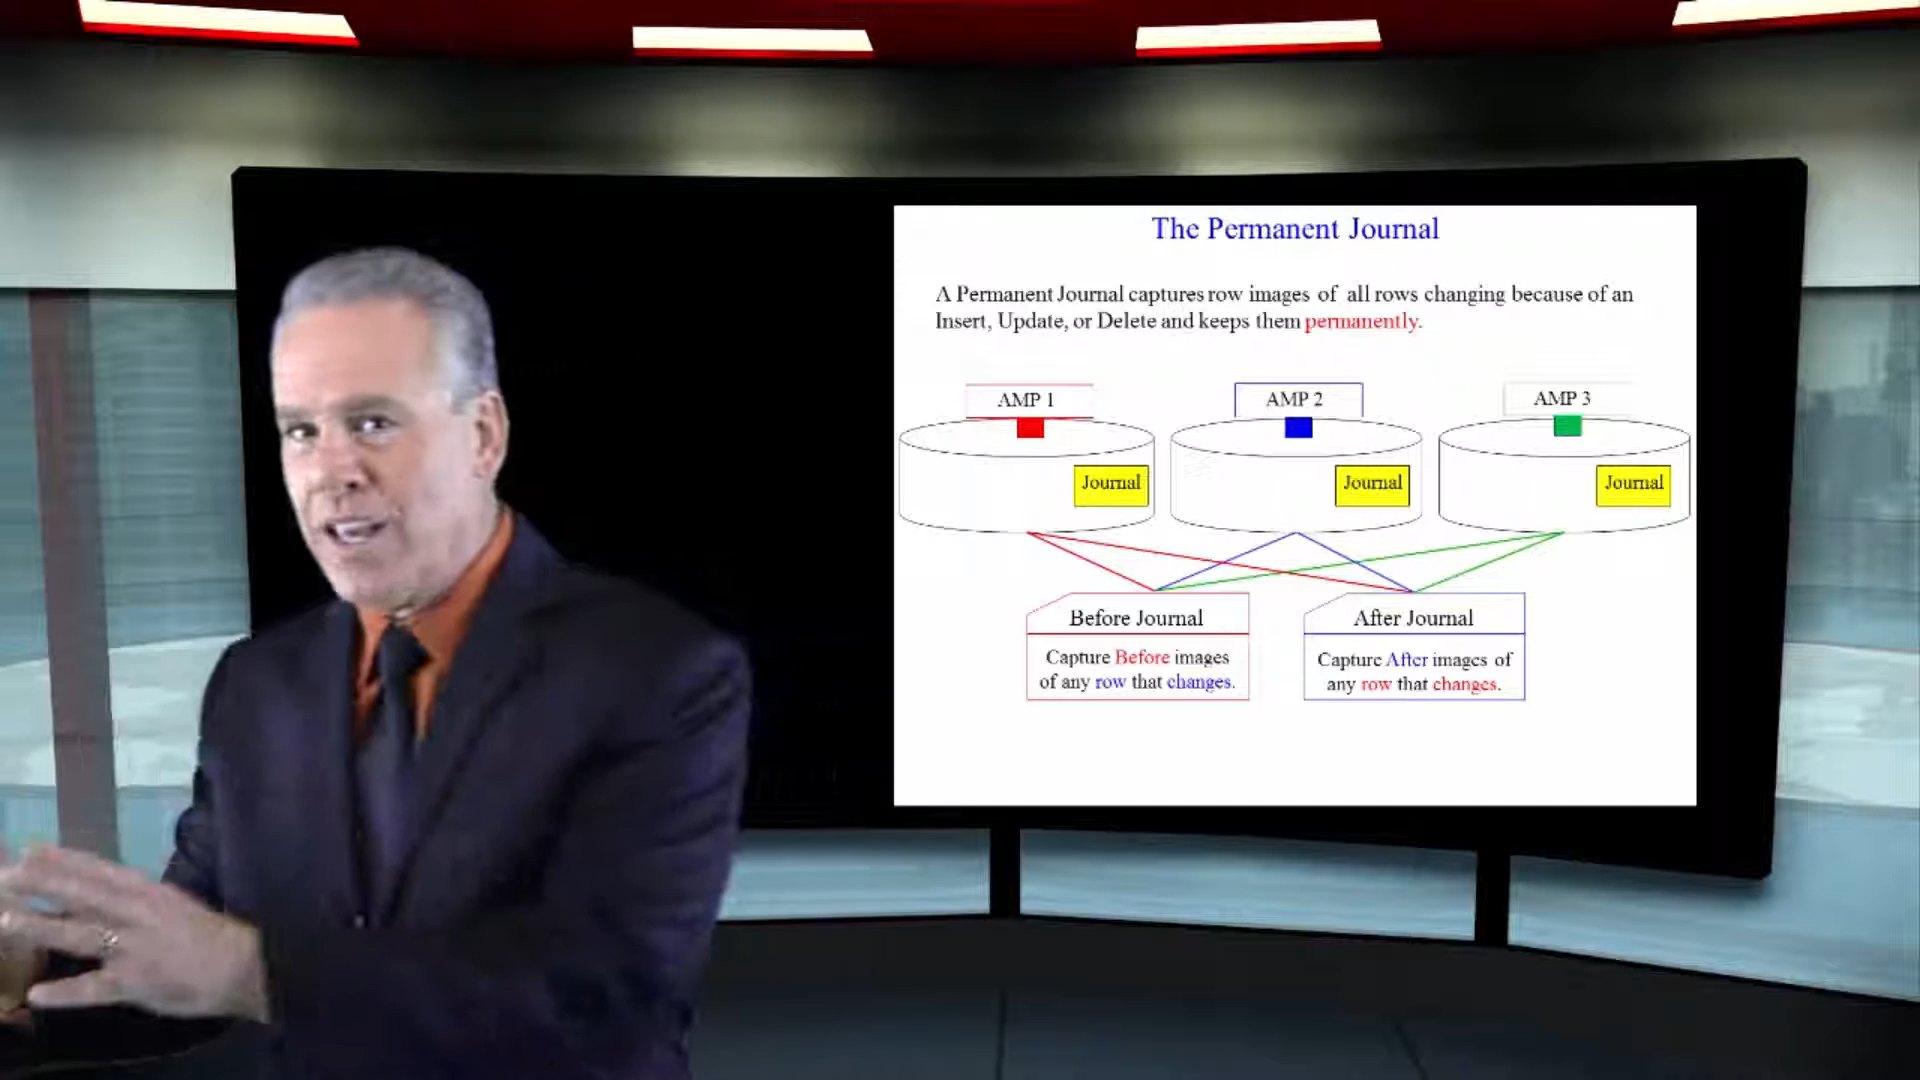 The Permanent Journal
A Permanent Journal captures row images of all rows changing because of an
Insert, Update, or Delete and keeps them permanently.
AMP 1
AMP 2
AMP 3
Journal
Journal
Journal
Before Journal
After Journal
Capture Before images
of any row that changes.
Capture After images of
any row that changes.